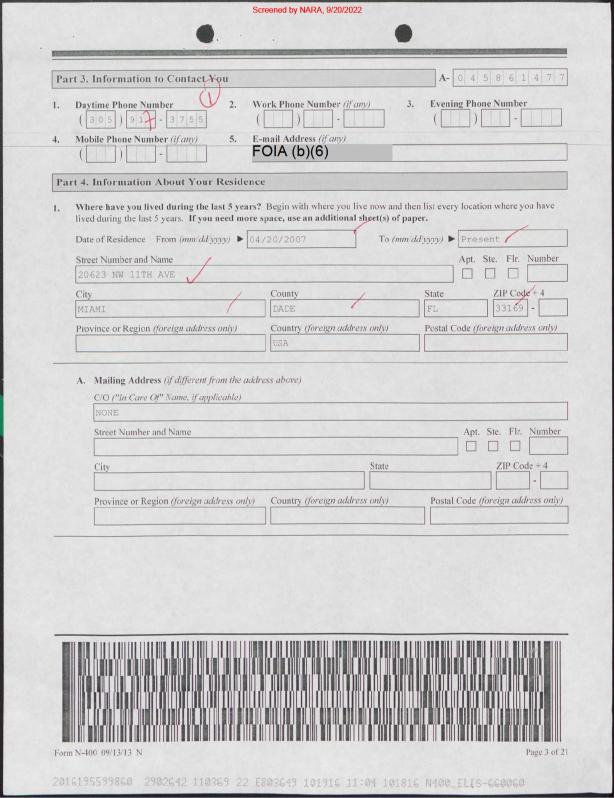 Screened by NARA, 9/20/2022
Part 3. Information to Contact You
A- 0 4 5 8 6 1 4 7 7
1
1. Daytime Phone Number 2. Work Phone Number (if any) 3. Evening Phone Number
(305) 917-3755 ( ) - ( ) -
4. Mobile Phone Number (if any) 5. E-mail Address (if any)
( ) - FOIA (b)(6)
Part 4. Information About Your Residence
1. Where have you lived during the last 5 years? Begin with where you live now and then list every location where you have
lived during the last 5 years. If you need more space, use an additional sheet(s) of paper.
Date of Residence From (mm/dd/yyyy) ► 04/20/2007 To (mm/dd/yyyy) ► Present
Street Number and Name Apt. Ste. Flr. Number
20623 NW 11TH AVE
City County State ZIP Code + 4
MIAMI DADE FL 33169 -
Province or Region (foreign address only) Country (foreign address only) Postal Code (foreign address only)
USA
A. Mailing Address (if different from the address above)
C/O ("In Care Of" Name, if applicable)
NONE
Street Number and Name Apt. Ste. Flr. Number
City State ZIP Code + 4
-
Province or Region (foreign address only) Country (foreign address only) Postal Code (foreign address only)
Form N-400 09/13/13 N Page 3 of 21
2016195599860 2902642 110369 22 E803649 101916 11:04 101816 N400_ELIS-660060